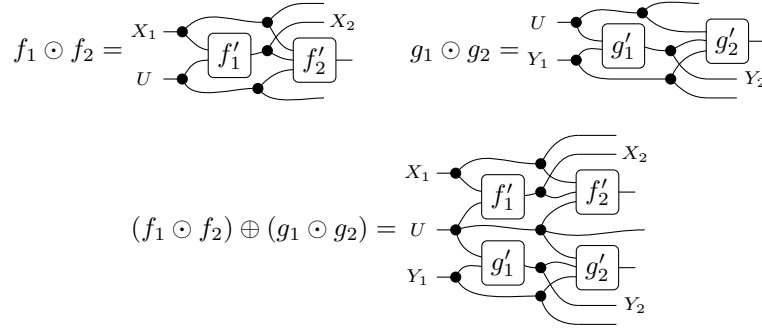 f₁ ⊙ f₂ = X₁ U f′₁ X₂ f′₂
g₁ ⊙ g₂ = U Y₁ g′₁ g′₂ Y₂
(f₁ ⊙ f₂) ⊕ (g₁ ⊙ g₂) = X₁ U Y₁ f′₁ g′₁ X₂ f′₂ g′₂ Y₂